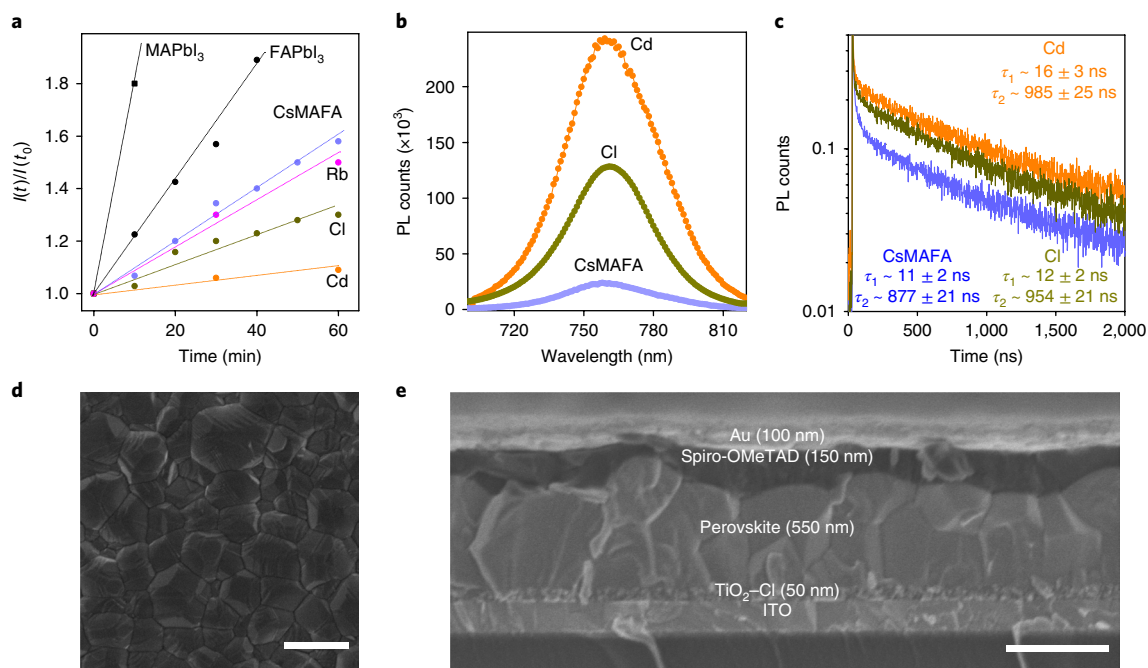 a
MAPbI3
FAPbI3
CsMAFA
Rb
Cl
Cd
1.8
1.6
1.4
1.2
1.0
I(t)/I(t0)
0
20
40
60
Time (min)
b
Cd
Cl
CsMAFA
200
150
100
50
0
PL counts (×10³)
720
750
780
810
Wavelength (nm)
c
Cd
τ1 ~ 16 ± 3 ns
τ2 ~ 985 ± 25 ns
0.1
0.01
PL counts
CsMAFA
τ1 ~ 11 ± 2 ns
τ2 ~ 877 ± 21 ns
Cl
τ1 ~ 12 ± 2 ns
τ2 ~ 954 ± 21 ns
0
500
1,000
1,500
2,000
Time (ns)
d
e
Au (100 nm)
Spiro-OMeTAD (150 nm)
Perovskite (550 nm)
TiO2–Cl (50 nm)
ITO